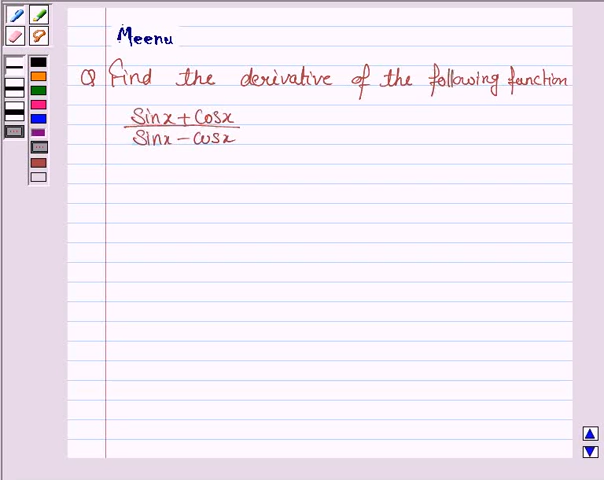 Meenu
Q Find the derivative of the following function
Sinx + Cosx
Sinx - Cosx